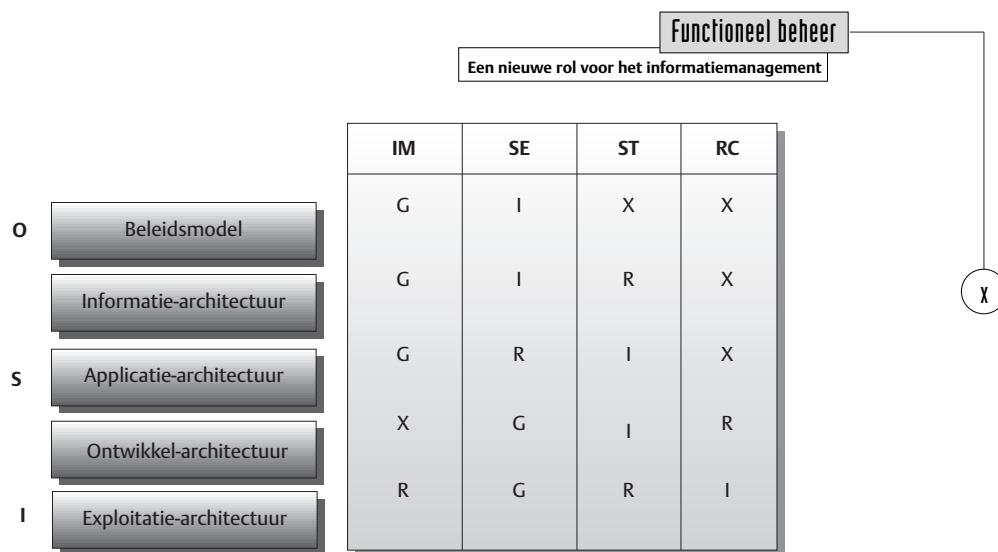 Functioneel beheer
Een nieuwe rol voor het informatiemanagement
IM SE ST RC
O Beleidsmodel G I X X
Informatie-architectuur G I R X
X
S Applicatie-architectuur G R I X
Ontwikkel-architectuur X G I R
I Exploitatie-architectuur R G R I